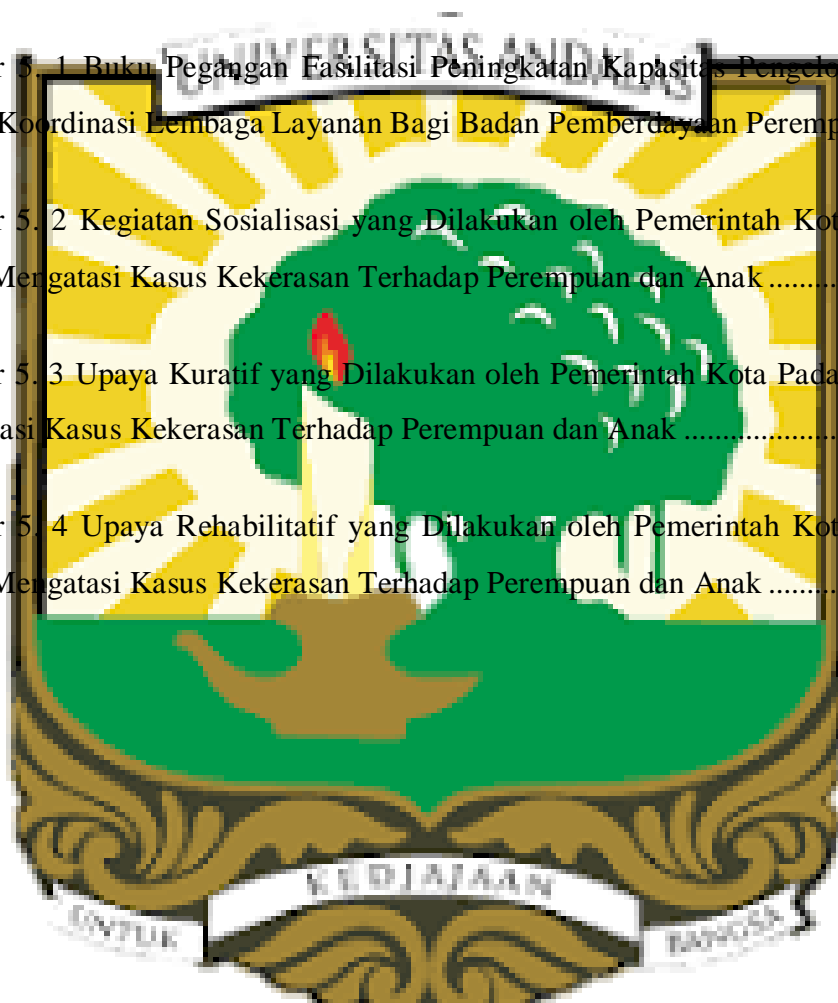 UNIVERSITAS ANDALAS
r 5. 1 Buku Pegangan Fasilitasi Peningkatan Kapasitas Pengelo
Koordinasi Lembaga Layanan Bagi Badan Pemberdayaan Peremp
r 5. 2 Kegiatan Sosialisasi yang Dilakukan oleh Pemerintah Kot
Mengatasi Kasus Kekerasan Terhadap Perempuan dan Anak .........
r 5. 3 Upaya Kuratif yang Dilakukan oleh Pemerintah Kota Pada
asi Kasus Kekerasan Terhadap Perempuan dan Anak ...................
r 5. 4 Upaya Rehabilitatif yang Dilakukan oleh Pemerintah Kot
Mengatasi Kasus Kekerasan Terhadap Perempuan dan Anak .........
KEDJAJAAN
UNTUK BANGSA